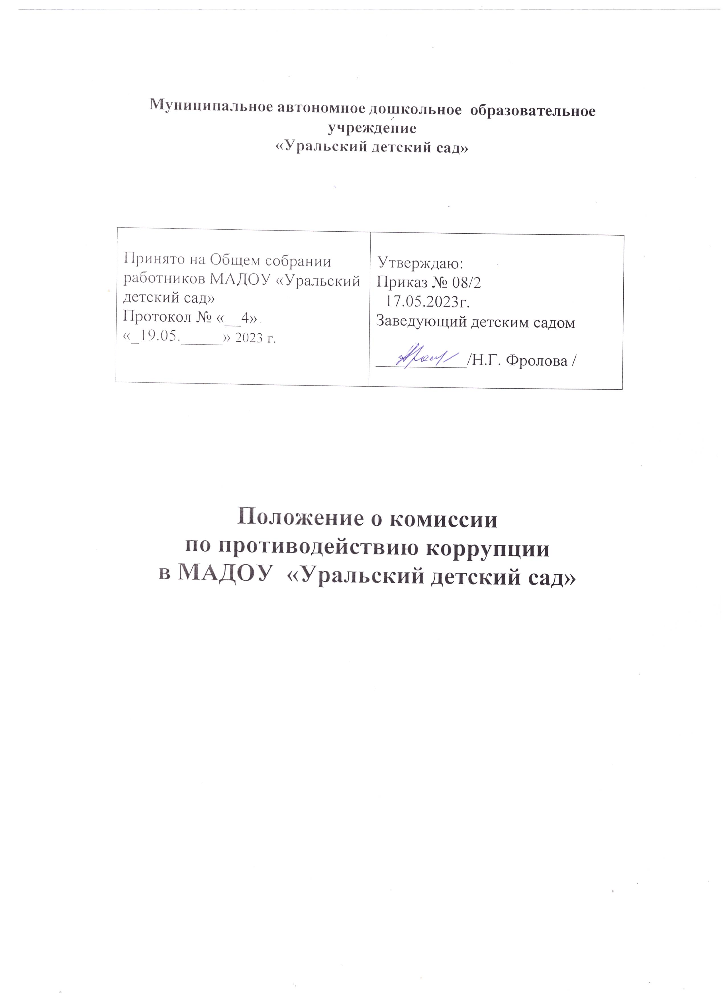 Муниципальное автономное дошкольное  образовательное
учреждение
«Уральский детский сад»
Принято на Общем собрании
работников МАДОУ «Уральский
детский сад»
Протокол № «__4».
«_19.05.______» 2023 г.
Утверждаю:
Приказ № 08/2
17.05.2023г.
Заведующий детским садом
_____________/Н.Г. Фролова /
Положение о комиссии
по противодействию коррупции
в МАДОУ  «Уральский детский сад»